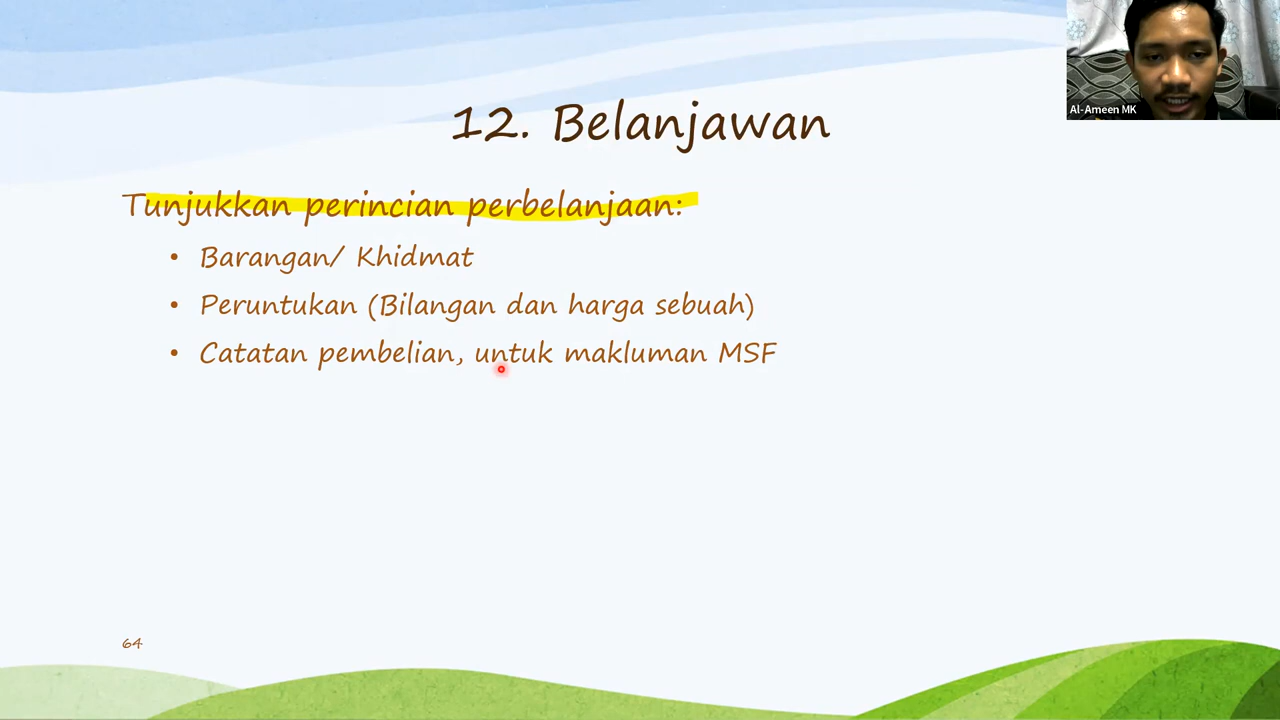 Al-Ameen MK
12. Belanjawan
Tunjukkan perincian perbelanjaan:
• Barangan/ Khidmat
• Peruntukan (Bilangan dan harga sebuah)
• Catatan pembelian, untuk makluman MSF
64